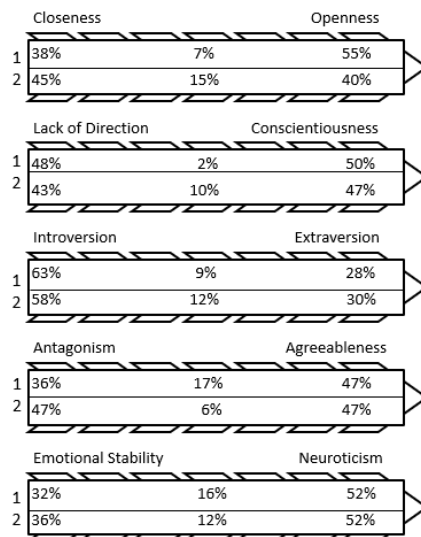 Closeness Openness
1 38% 7% 55%
2 45% 15% 40%
Lack of Direction Conscientiousness
1 48% 2% 50%
2 43% 10% 47%
Introversion Extraversion
1 63% 9% 28%
2 58% 12% 30%
Antagonism Agreeableness
1 36% 17% 47%
2 47% 6% 47%
Emotional Stability Neuroticism
1 32% 16% 52%
2 36% 12% 52%